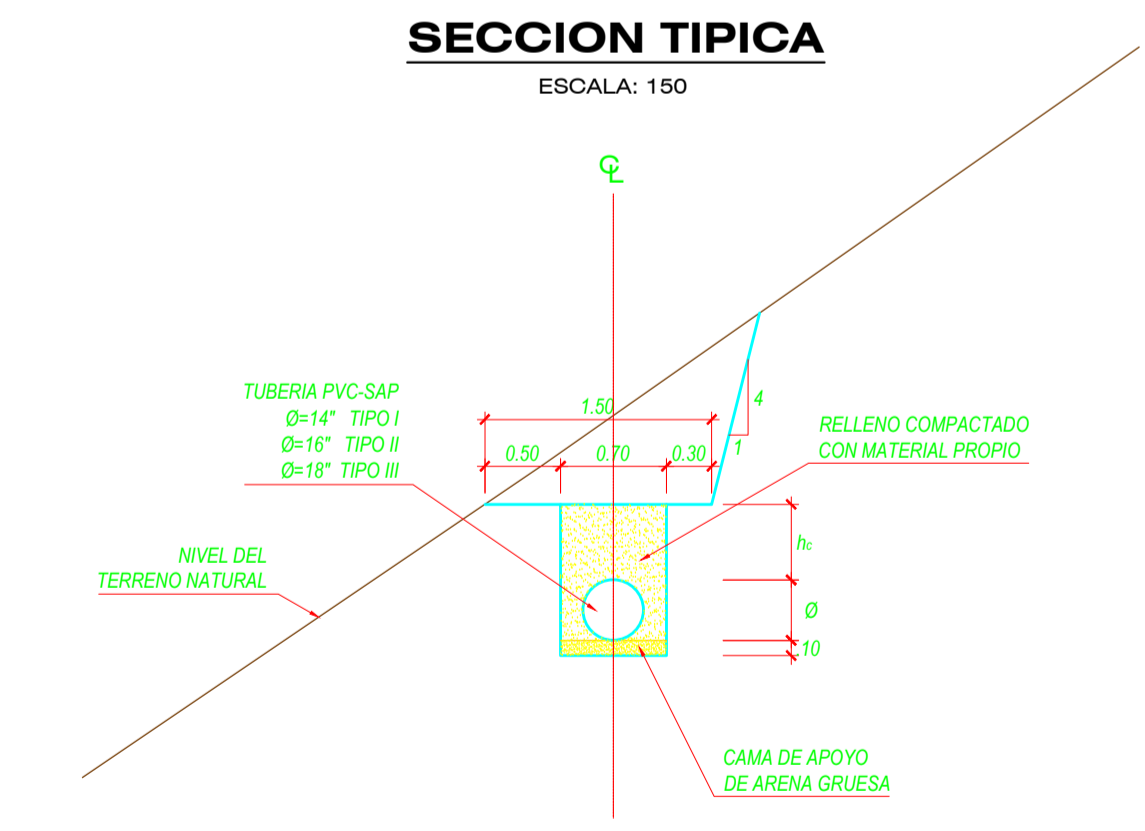 SECCION TIPICA
ESCALA: 150
℄
TUBERIA PVC-SAP
Ø=14" TIPO I
Ø=16" TIPO II
Ø=18" TIPO III
1.50
0.50
0.70
0.30
4
1
RELLENO COMPACTADO
CON MATERIAL PROPIO
NIVEL DEL
TERRENO NATURAL
hc
Ø
.10
CAMA DE APOYO
DE ARENA GRUESA